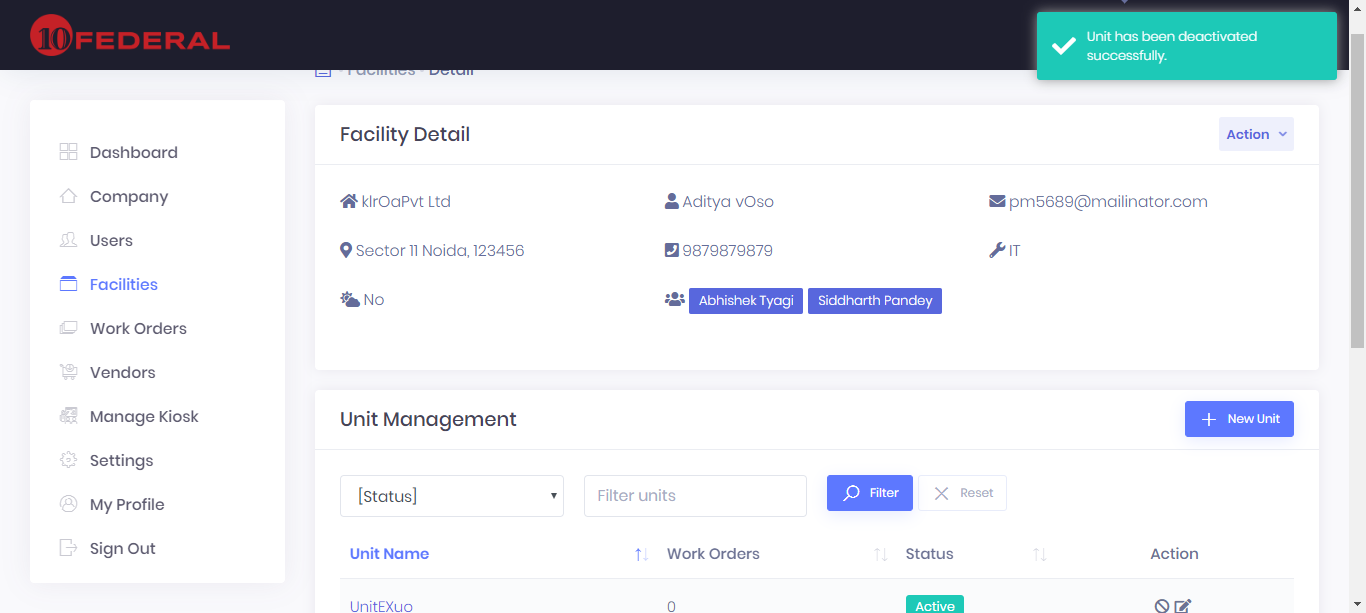 10 FEDERAL
Unit has been deactivated
successfully.
Facilities - Detail
Dashboard
Company
Users
Facilities
Work Orders
Vendors
Manage Kiosk
Settings
My Profile
Sign Out
Facility Detail
Action
klrOaPvt Ltd
Aditya vOso
pm5689@mailinator.com
Sector 11 Noida, 123456
9879879879
IT
No
Abhishek Tyagi
Siddharth Pandey
Unit Management
New Unit
[Status]
Filter units
Filter
Reset
Unit Name
Work Orders
Status
Action
UnitEXuo
0
Active